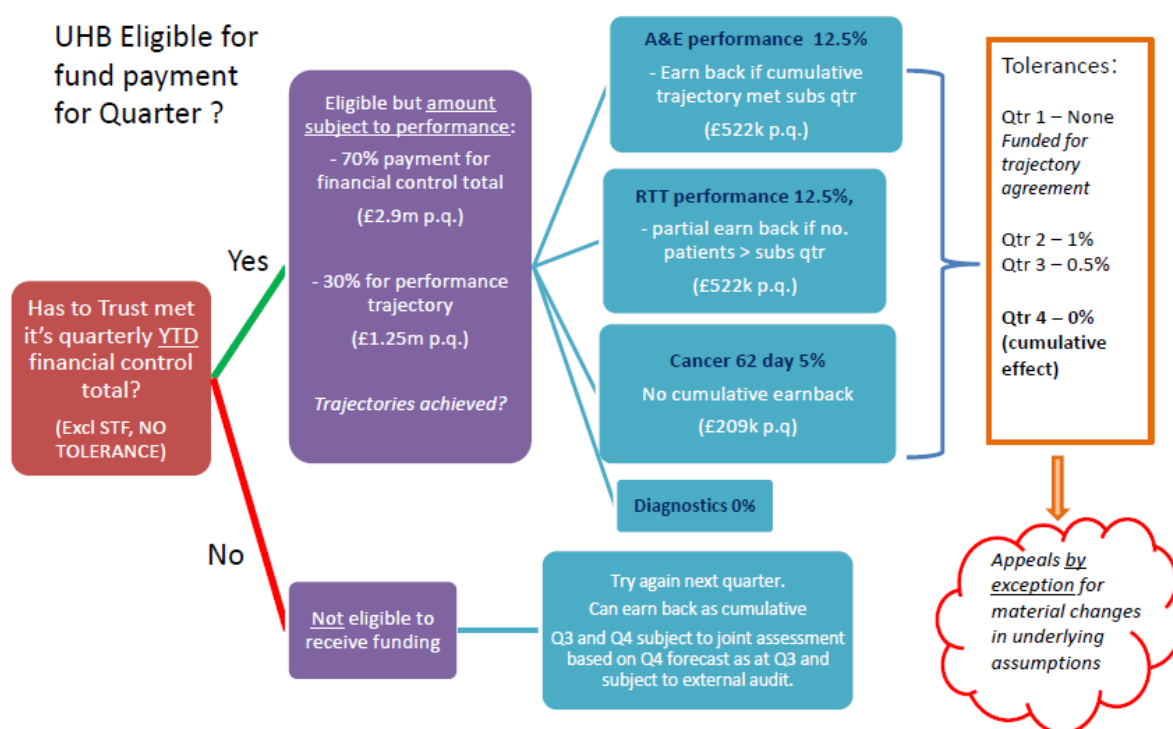 UHB Eligible for
fund payment
for Quarter ?
Has to Trust met
it's quarterly YTD
financial control
total?
(Excl STF, NO
TOLERANCE)
Yes
No
Eligible but amount
subject to performance:
- 70% payment for
financial control total
(£2.9m p.q.)
- 30% for performance
trajectory
(£1.25m p.q.)
Trajectories achieved?
Not eligible to
receive funding
A&E performance 12.5%
- Earn back if cumulative
trajectory met subs qtr
(£522k p.q.)
RTT performance 12.5%,
- partial earn back if no.
patients > subs qtr
(£522k p.q.)
Cancer 62 day 5%
No cumulative earnback
(£209k p.q)
Diagnostics 0%
Try again next quarter.
Can earn back as cumulative
Q3 and Q4 subject to joint assessment
based on Q4 forecast as at Q3 and
subject to external audit.
Tolerances:
Qtr 1 – None
Funded for
trajectory
agreement
Qtr 2 – 1%
Qtr 3 – 0.5%
Qtr 4 – 0%
(cumulative
effect)
Appeals by
exception for
material changes
in underlying
assumptions